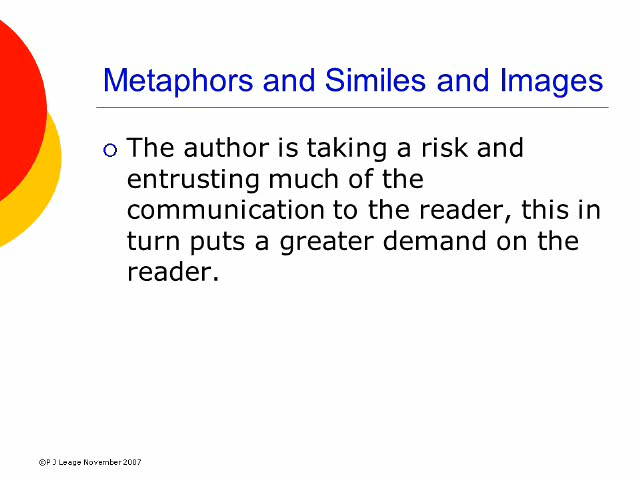 Metaphors and Similes and Images
The author is taking a risk and
entrusting much of the
communication to the reader, this in
turn puts a greater demand on the
reader.
©P J Leage November 2007